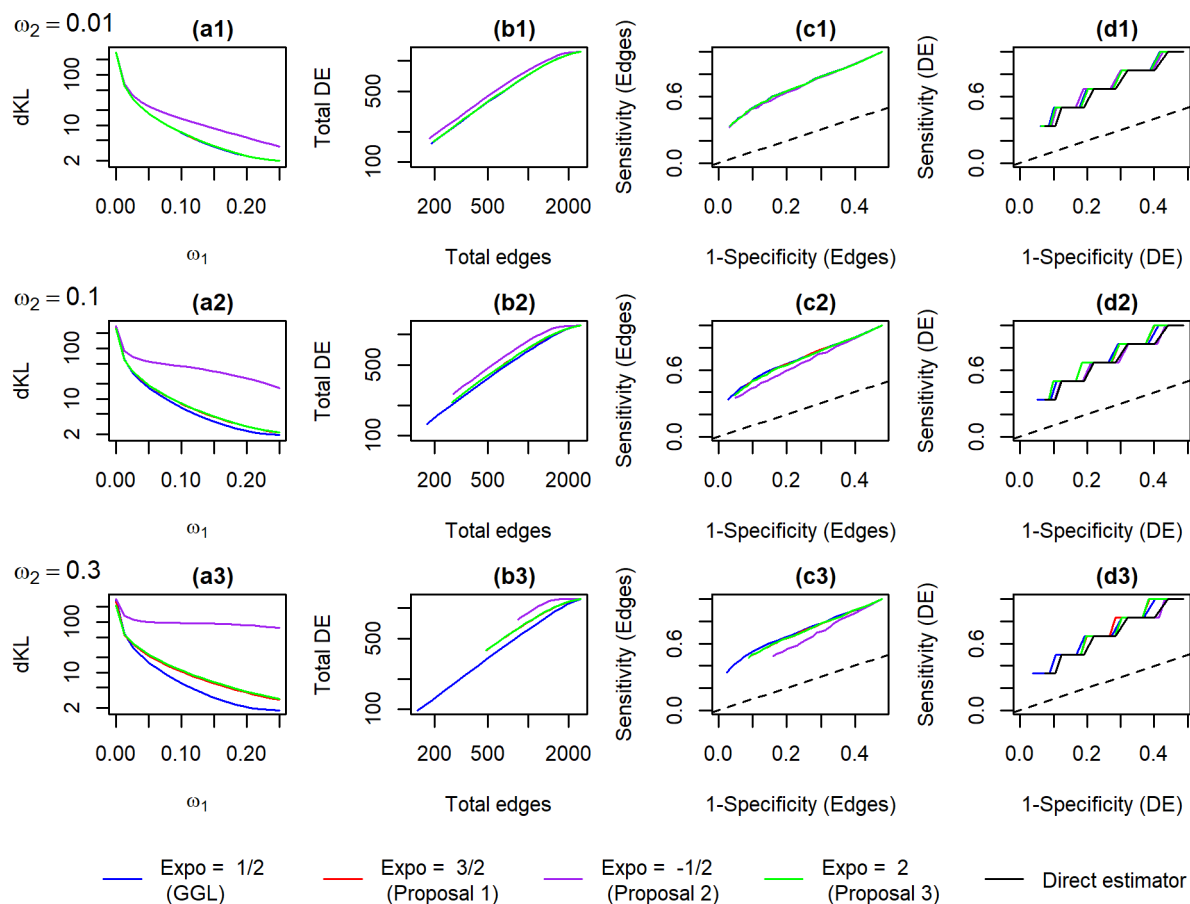 ω₂ = 0.01
(a1) (b1) (c1) (d1)
dKL 100 10 2
Total DE 500 100
Sensitivity (Edges) 0.6 0.0
Sensitivity (DE) 0.6 0.0
0.00 0.10 0.20 200 500 2000 0.0 0.2 0.4 0.0 0.2 0.4
ω₁ Total edges 1-Specificity (Edges) 1-Specificity (DE)
ω₂ = 0.1
(a2) (b2) (c2) (d2)
dKL 100 10 2
Total DE 500 100
Sensitivity (Edges) 0.6 0.0
Sensitivity (DE) 0.6 0.0
0.00 0.10 0.20 200 500 2000 0.0 0.2 0.4 0.0 0.2 0.4
ω₁ Total edges 1-Specificity (Edges) 1-Specificity (DE)
ω₂ = 0.3
(a3) (b3) (c3) (d3)
dKL 100 10 2
Total DE 500 100
Sensitivity (Edges) 0.6 0.0
Sensitivity (DE) 0.6 0.0
0.00 0.10 0.20 200 500 2000 0.0 0.2 0.4 0.0 0.2 0.4
ω₁ Total edges 1-Specificity (Edges) 1-Specificity (DE)
Expo = 1/2 Expo = 3/2 Expo = -1/2 Expo = 2 Direct estimator
(GGL) (Proposal 1) (Proposal 2) (Proposal 3)